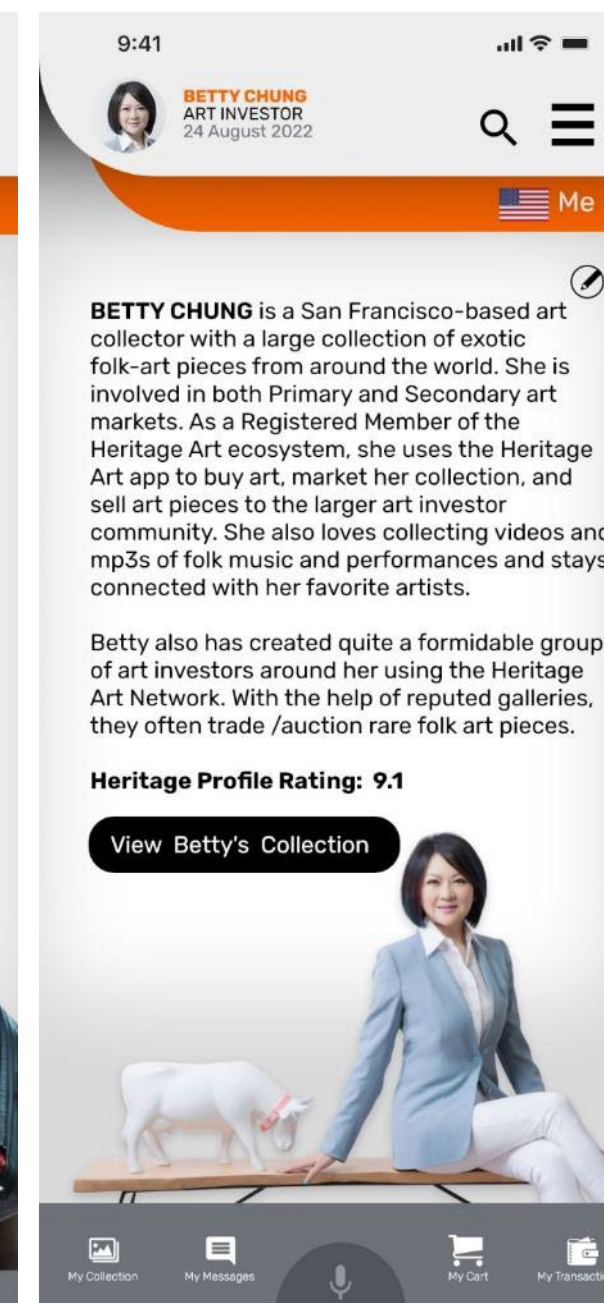 9:41
BETTY CHUNG
ART INVESTOR
24 August 2022
Me
BETTY CHUNG is a San Francisco-based art
collector with a large collection of exotic
folk-art pieces from around the world. She is
involved in both Primary and Secondary art
markets. As a Registered Member of the
Heritage Art ecosystem, she uses the Heritage
Art app to buy art, market her collection, and
sell art pieces to the larger art investor
community. She also loves collecting videos and
mp3s of folk music and performances and stays
connected with her favorite artists.
Betty also has created quite a formidable group
of art investors around her using the Heritage
Art Network. With the help of reputed galleries,
they often trade /auction rare folk art pieces.
Heritage Profile Rating: 9.1
View Betty's Collection
My Collection My Messages My Cart My Transacti